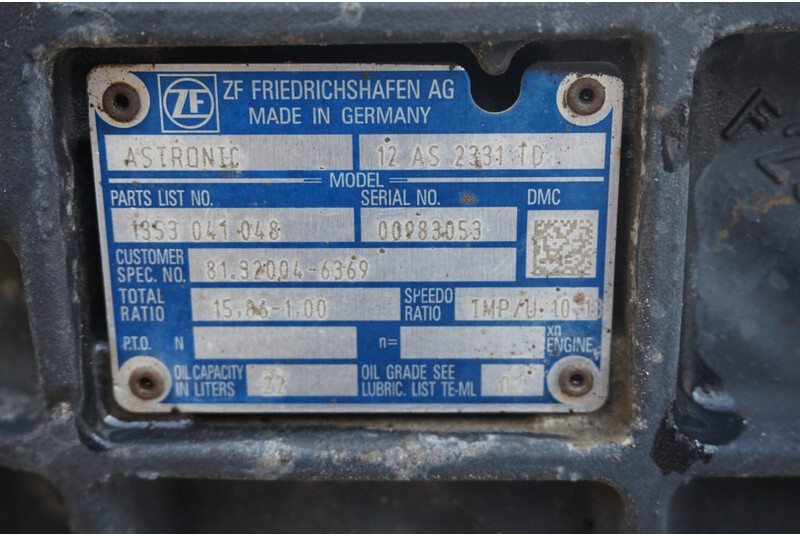 ZF FRIEDRICHSHAFEN AG
MADE IN GERMANY
ASTRONIC 12 AS 2331 TD
MODEL
PARTS LIST NO. SERIAL NO. DMC
1353 041 048 00983053
CUSTOMER
SPEC. NO. 81.32004-6369
TOTAL
RATIO 15.86-1.00 SPEEDO
RATIO IMP/U
P.T.O. N n= xn
ENGINE
OIL CAPACITY
IN LITERS 22 OIL GRADE SEE
LUBRIC. LIST TE-ML